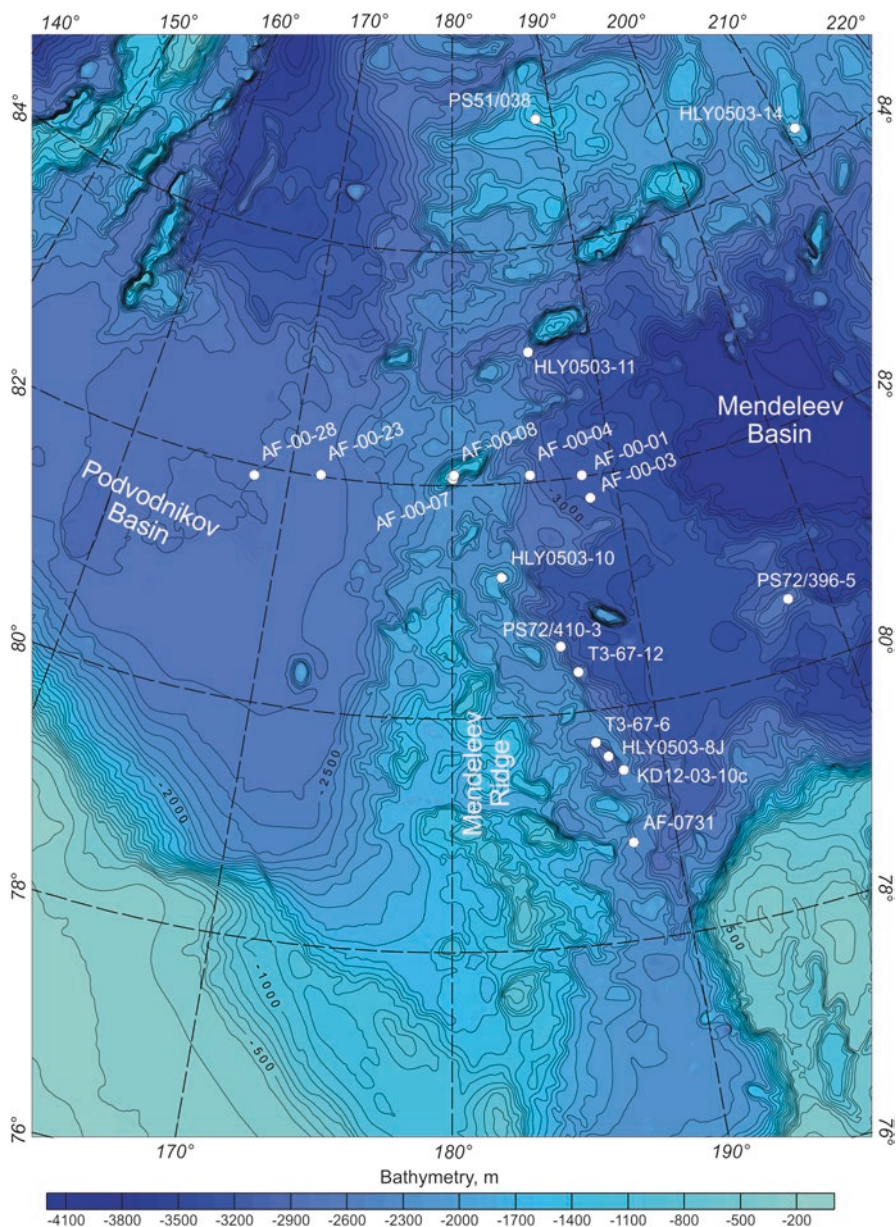 140° 150° 160° 170° 180° 190° 200° 210° 220°
84°
84°
PS51/038
HLY0503-14
HLY0503-11
82°
82°
Mendeleev
Basin
AF-00-28
AF-00-23
AF-00-08
AF-00-04
AF-00-01
AF-00-03
-3000
Podvodnikov
Basin
AF-00-07
HLY0503-10
PS72/396-5
80°
80°
PS72/410-3
T3-67-12
T3-67-6
HLY0503-8J
KD12-03-10c
Mendeleev
Ridge
-2500
-2000
AF-0731
78°
78°
-500
-1000
-500
76°
76°
170° 180° 190°
Bathymetry, m
-4100 -3800 -3500 -3200 -2900 -2600 -2300 -2000 -1700 -1400 -1100 -800 -500 -200